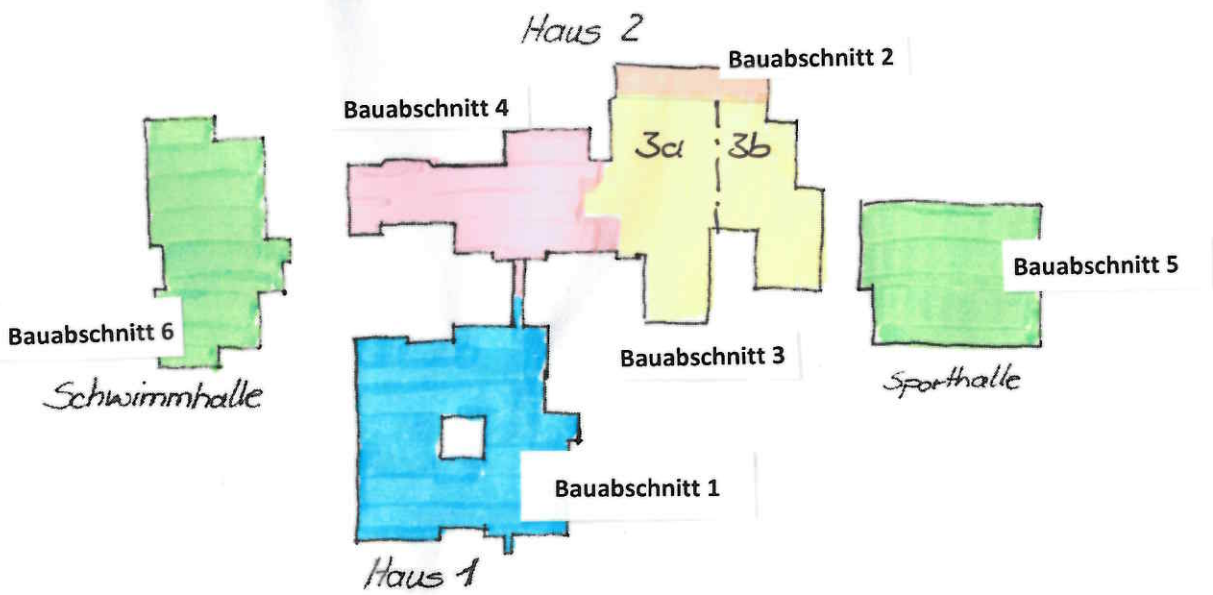 Haus 2
Bauabschnitt 2
Bauabschnitt 4
3a
3b
Bauabschnitt 5
Bauabschnitt 6
Schwimmhalle
Bauabschnitt 3
Sporthalle
Bauabschnitt 1
Haus 1